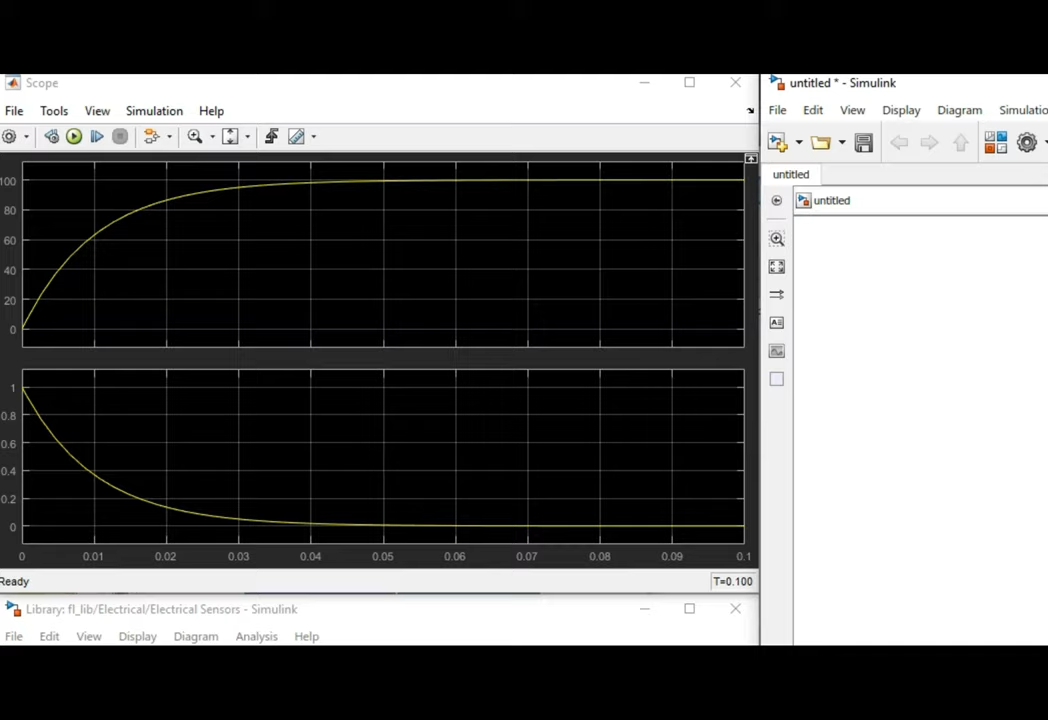 Scope
File Tools View Simulation Help
100
80
60
40
20
0
1
0.8
0.6
0.4
0.2
0
0 0.01 0.02 0.03 0.04 0.05 0.06 0.07 0.08 0.09 0.1
Ready T=0.100
Library: fl_lib/Electrical/Electrical Sensors - Simulink
File Edit View Display Diagram Analysis Help
untitled * - Simulink
File Edit View Display Diagram Simulatio
untitled
untitled